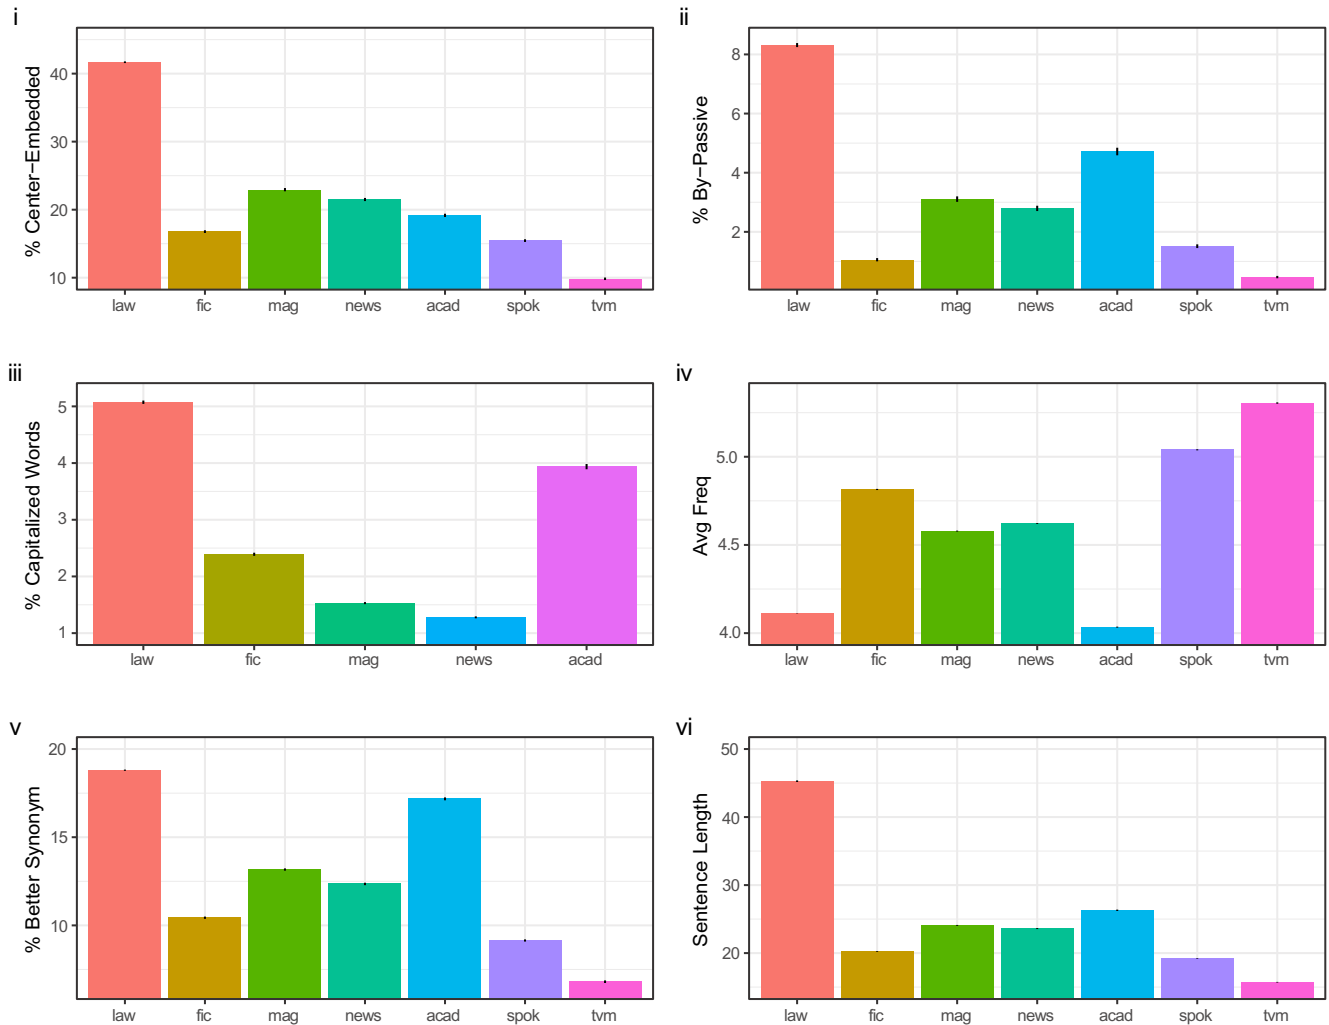 i
% Center-Embedded
40
30
20
10
law fic mag news acad spok tvm
ii
% By-Passive
8
6
4
2
law fic mag news acad spok tvm
iii
% Capitalized Words
5
4
3
2
1
law fic mag news acad
iv
Avg Freq
5.0
4.5
4.0
law fic mag news acad spok tvm
v
% Better Synonym
20
15
10
law fic mag news acad spok tvm
vi
Sentence Length
50
40
30
20
law fic mag news acad spok tvm